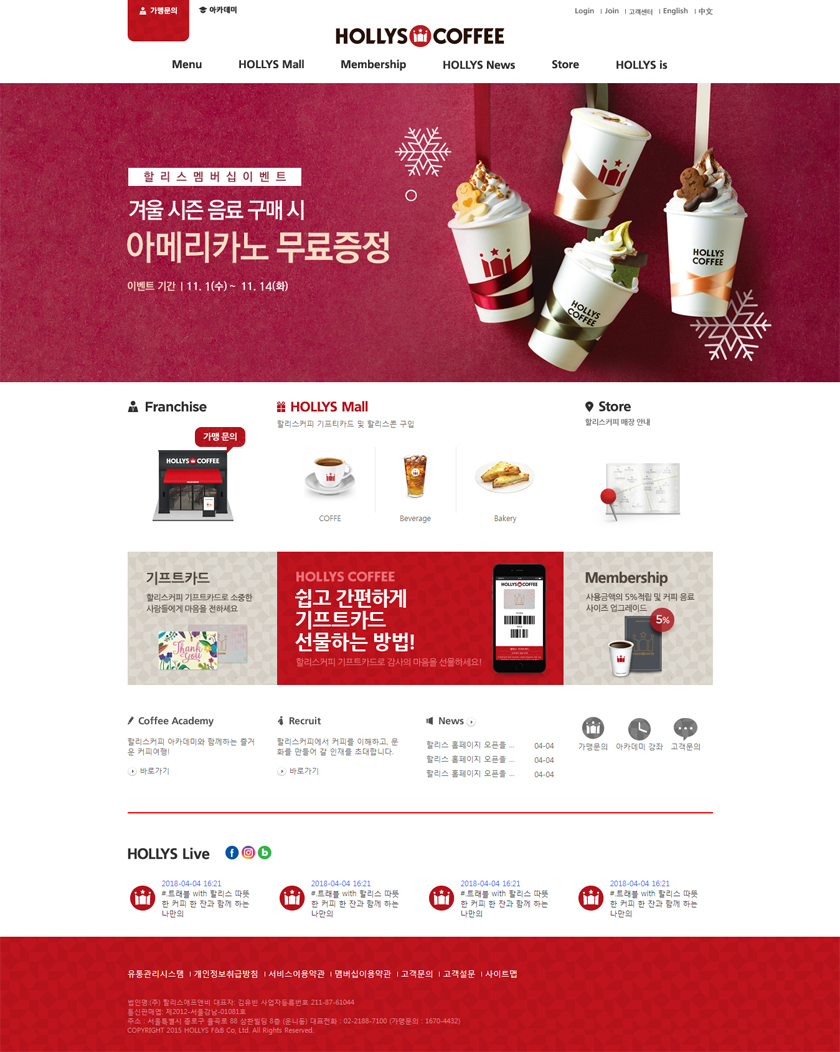 가맹문의
아카데미
Login
Join
고객센터
English
中文
HOLLYS COFFEE
Menu
HOLLYS Mall
Membership
HOLLYS News
Store
HOLLYS is
할리스멤버십이벤트
겨울 시즌 음료 구매 시
아메리카노 무료증정
이벤트 기간 | 11. 1(수) ~ 11. 14(화)
HOLLYS
COFFEE
HOLLYS
COFFEE
Franchise
가맹 문의
HOLLYS COFFEE
HOLLYS Mall
할리스커피 기프티카드 및 할리스콘 구입
COFFE
Beverage
Bakery
Store
할리스커피 매장 안내
기프트카드
할리스커피 기프티카드로 소중한
사람들에게 마음을 전하세요
Thank
You
HOLLYS COFFEE
쉽고 간편하게
기프트카드
선물하는 방법!
할리스커피 기프트카드로 감사의 마음을 선물하세요!
HOLLYS COFFEE
Membership
사용금액의 5%적립 및 커피 음료
사이즈 업그레이드
5%
Coffee Academy
할리스커피 아카데미와 함께하는 즐거
운 커피여행!
바로가기
Recruit
할리스커피에서 커피를 이해하고, 문
화를 만들어 갈 인재를 초대합니다.
바로가기
News
할리스 홈페이지 오픈을 ... 04-04
할리스 홈페이지 오픈을 ... 04-04
할리스 홈페이지 오픈을 ... 04-04
가맹문의
아카데미 강좌
고객문의
HOLLYS Live
2018-04-04 16:21
#.트래블 with 할리스 따뜻
한 커피 한 잔과 함께 하는
나만의
2018-04-04 16:21
#.트래블 with 할리스 따뜻
한 커피 한 잔과 함께 하는
나만의
2018-04-04 16:21
#.트래블 with 할리스 따뜻
한 커피 한 잔과 함께 하는
나만의
2018-04-04 16:21
#.트래블 with 할리스 따뜻
한 커피 한 잔과 함께 하는
나만의
유통관리시스템 | 개인정보취급방침 | 서비스이용약관 | 멤버십이용약관 | 고객문의 | 고객설문 | 사이트맵
법인명:(주) 할리스에프앤비 대표자: 김유빈 사업자등록번호 211-87-61044
통신판매업: 제2012-서울강남-01081호
주소 : 서울특별시 종로구 율곡로 88 삼환빌딩 8층 (운니동) 대표전화 : 02-2188-7100 (가맹문의 : 1670-4432)
COPYRIGHT 2015 HOLLYS F&B Co, Ltd. All Rights Reserved.